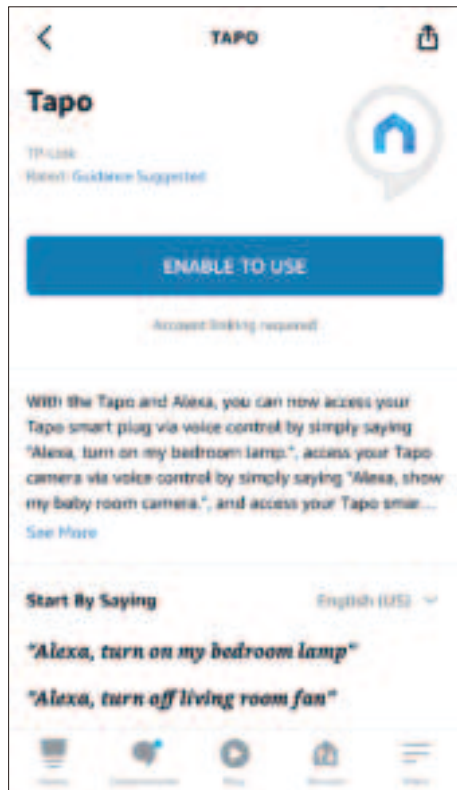 TAPO
Tapo
TP-Link
Rated: Guidance Suggested
ENABLE TO USE
Account linking required
With the Tapo and Alexa, you can now access your
Tapo smart plug via voice control by simply saying
"Alexa, turn on my bedroom lamp.", access your Tapo
camera via voice control by simply saying "Alexa, show
my baby room camera.", and access your Tapo smar...
See More
Start By Saying
English (US)
"Alexa, turn on my bedroom lamp"
"Alexa, turn off living room fan"